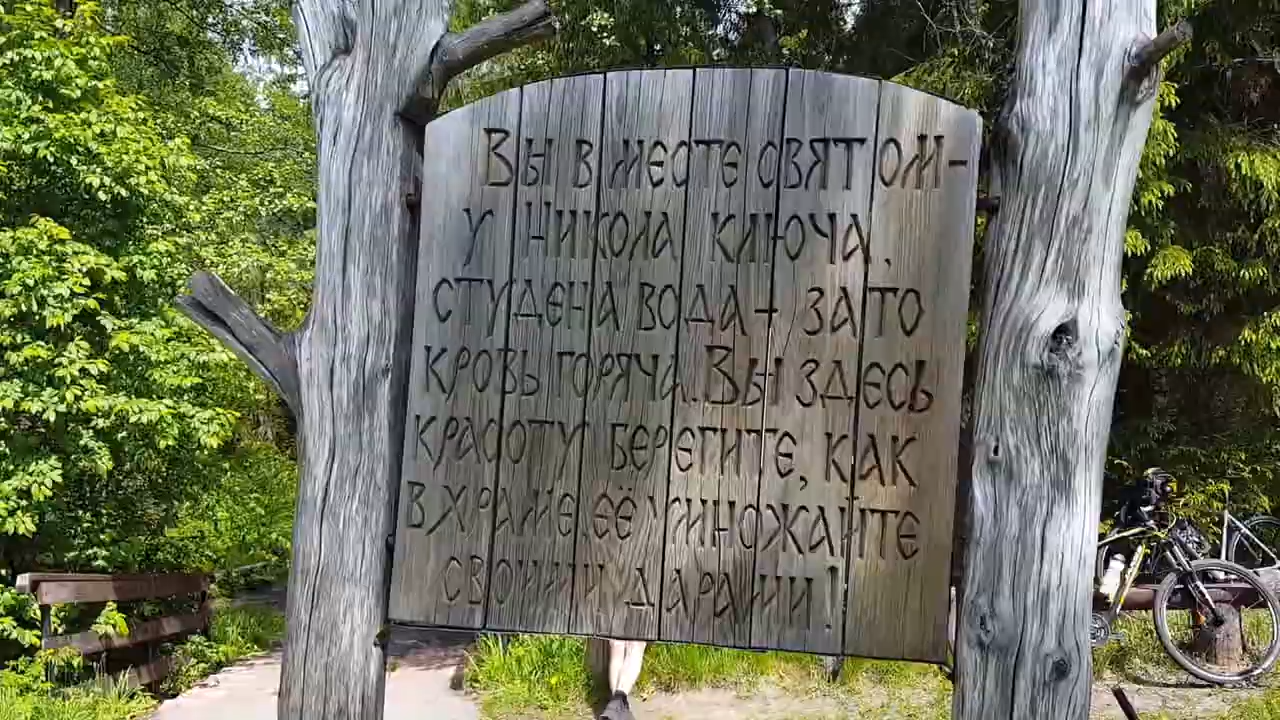 Вы в месте святом-
у Никола ключа.
студена вода - зато
кровь горяча. Вы здесь
красоту берегите, как
в храме. её умножайте
своими дарами!